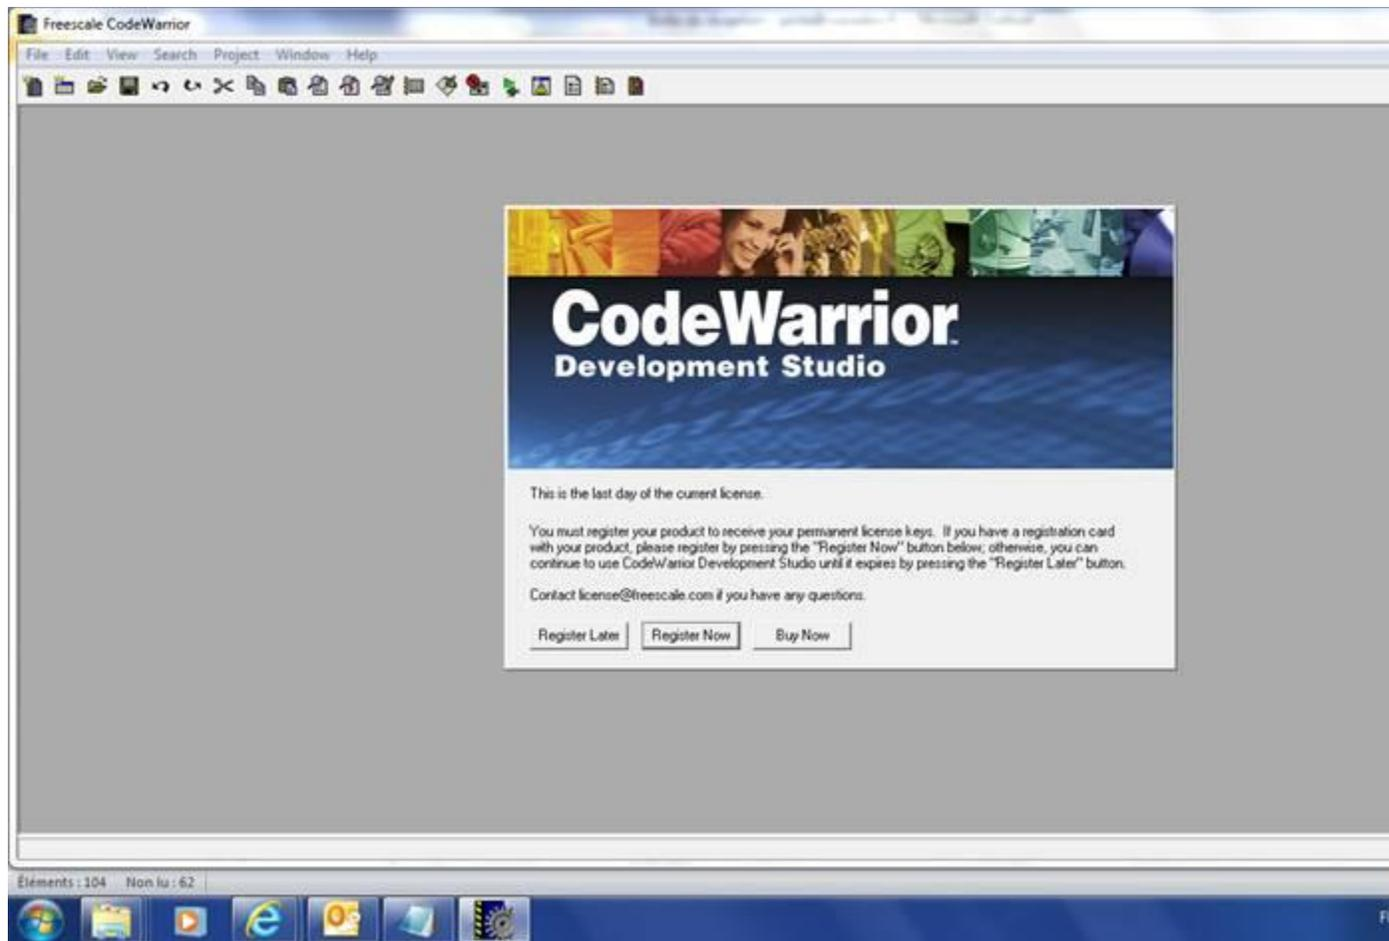 Freescale CodeWarrior
File Edit View Search Project Window Help
CodeWarrior™
Development Studio
This is the last day of the current license.
You must register your product to receive your permanent license keys. If you have a registration card
with your product, please register by pressing the "Register Now" button below; otherwise, you can
continue to use CodeWarrior Development Studio until it expires by pressing the "Register Later" button.
Contact license@freescale.com if you have any questions.
Register Later Register Now Buy Now
Éléments : 104 Non lu : 62